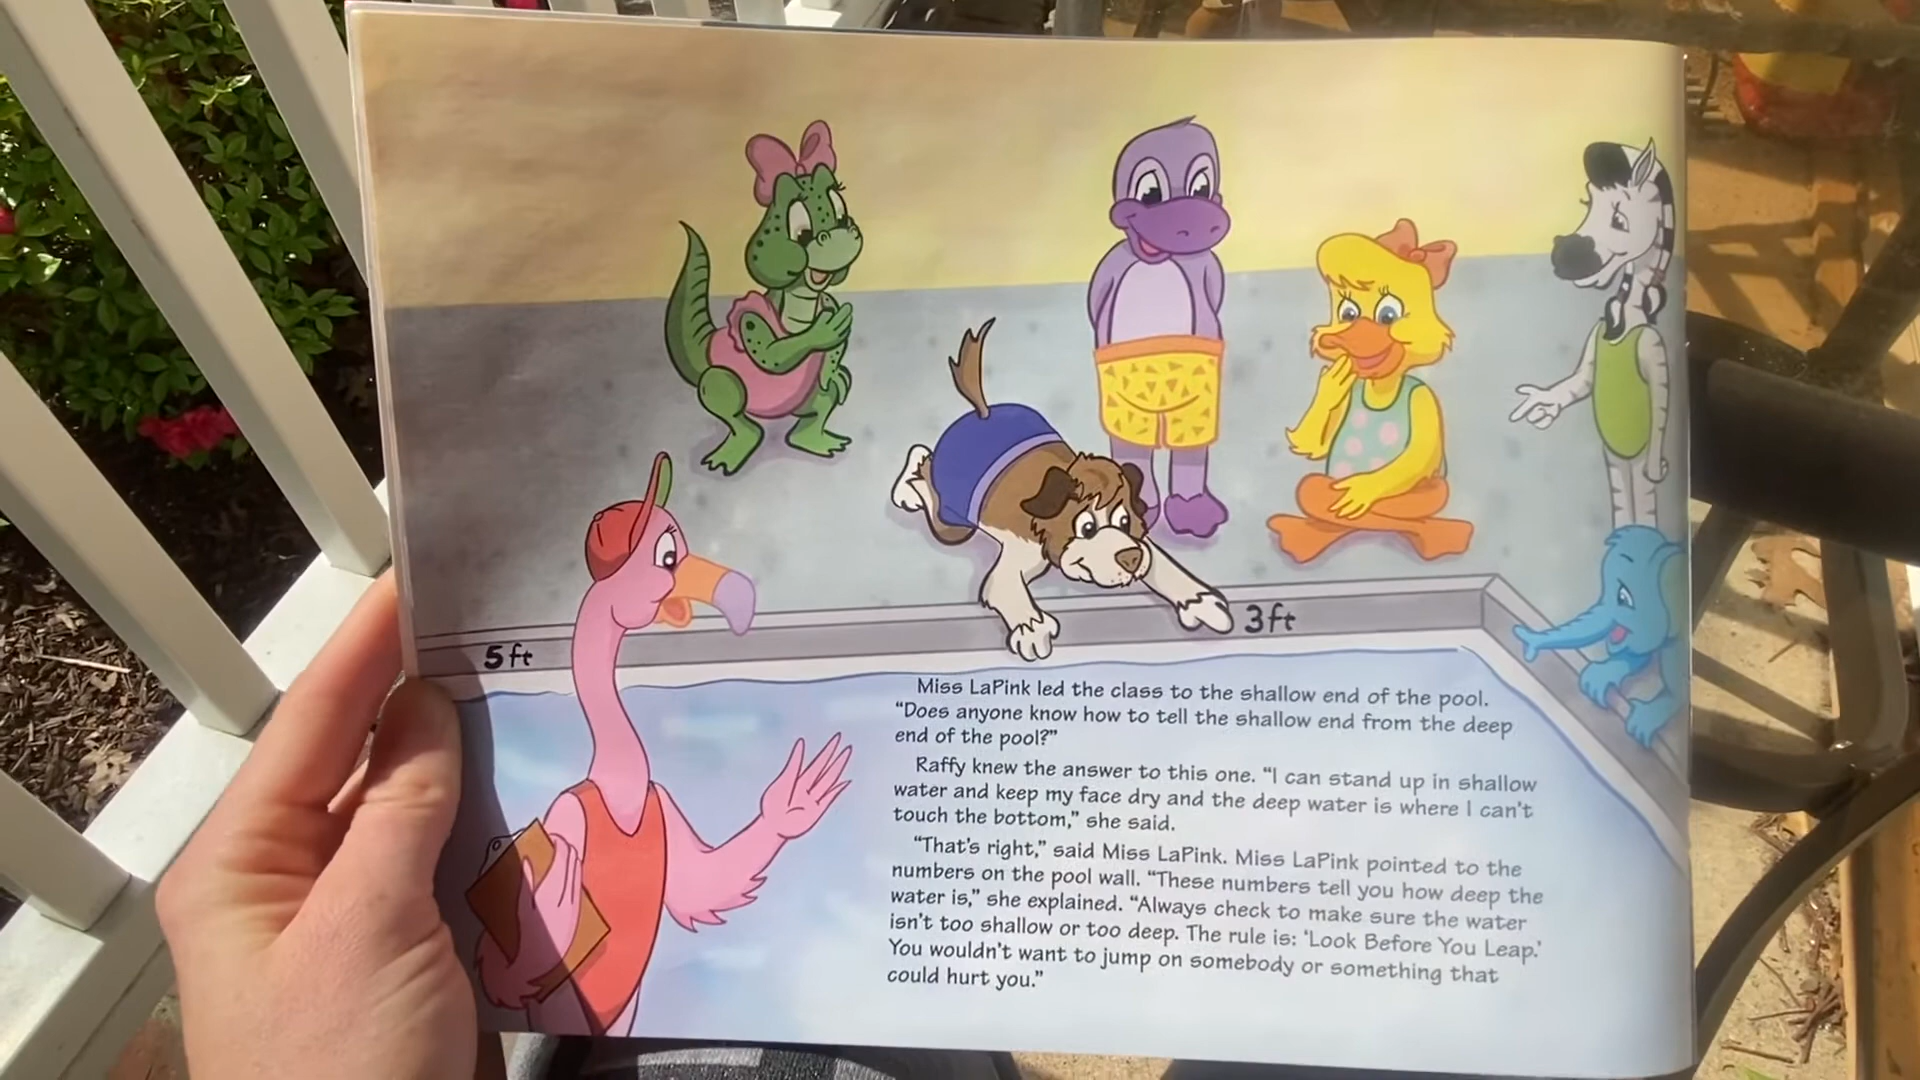 5 ft
3ft
Miss LaPink led the class to the shallow end of the pool.
“Does anyone know how to tell the shallow end from the deep
end of the pool?”
Raffy knew the answer to this one. “I can stand up in shallow
water and keep my face dry and the deep water is where I can’t
touch the bottom,” she said.
“That’s right,” said Miss LaPink. Miss LaPink pointed to the
numbers on the pool wall. “These numbers tell you how deep the
water is,” she explained. “Always check to make sure the water
isn’t too shallow or too deep. The rule is: ‘Look Before You Leap.’
You wouldn’t want to jump on somebody or something that
could hurt you.”